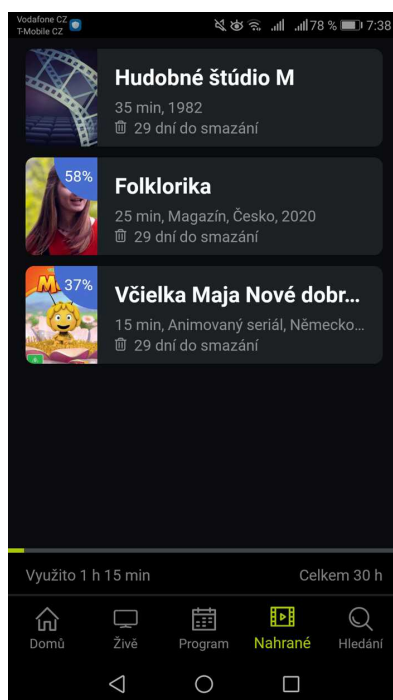 Vodafone CZ
T-Mobile CZ
78 % 7:38
Hudobné štúdio M
35 min, 1982
29 dní do smazání
58%
Folklorika
25 min, Magazín, Česko, 2020
29 dní do smazání
37%
Včielka Maja Nové dobr...
15 min, Animovaný seriál, Německo...
29 dní do smazání
Využito 1 h 15 min Celkem 30 h
Domů Živě Program Nahrané Hledání